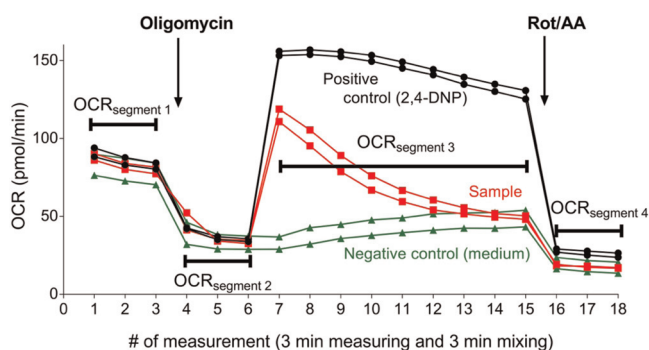 Oligomycin
Rot/AA
150
100
50
0
OCR (pmol/min)
OCRsegment 1
Positive
control (2,4-DNP)
OCRsegment 3
Sample
OCRsegment 4
Negative control (medium)
OCRsegment 2
0 1 2 3 4 5 6 7 8 9 10 11 12 13 14 15 16 17 18
# of measurement (3 min measuring and 3 min mixing)